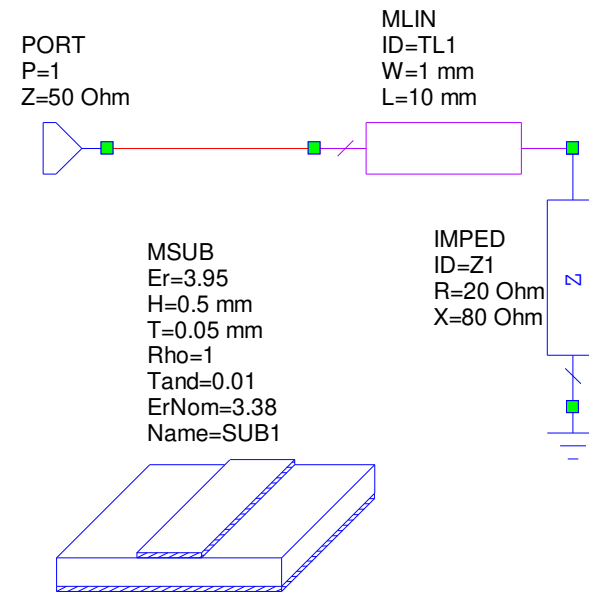 PORT
P=1
Z=50 Ohm
MLIN
ID=TL1
W=1 mm
L=10 mm
MSUB
Er=3.95
H=0.5 mm
T=0.05 mm
Rho=1
Tand=0.01
ErNom=3.38
Name=SUB1
IMPED
ID=Z1
R=20 Ohm
X=80 Ohm
Z